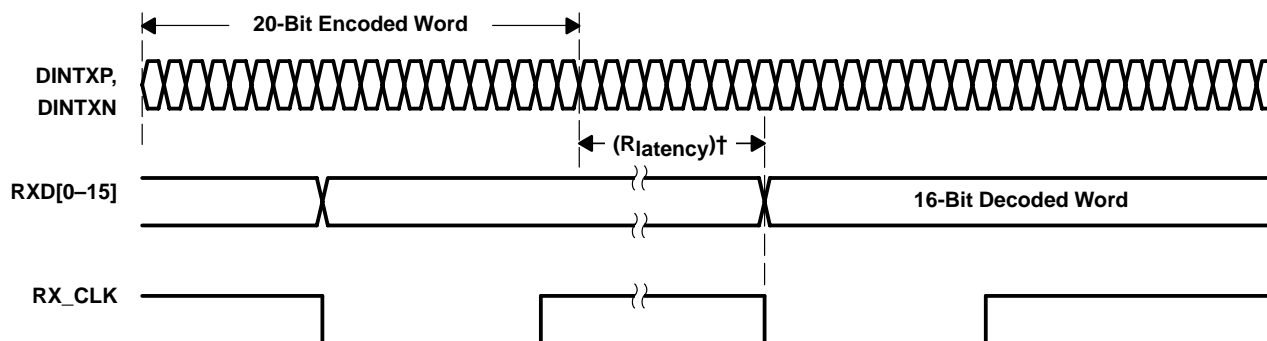 20-Bit Encoded Word
DINTXP,
DINTXN
(Rlatency)†
RXD[0–15]
16-Bit Decoded Word
RX_CLK